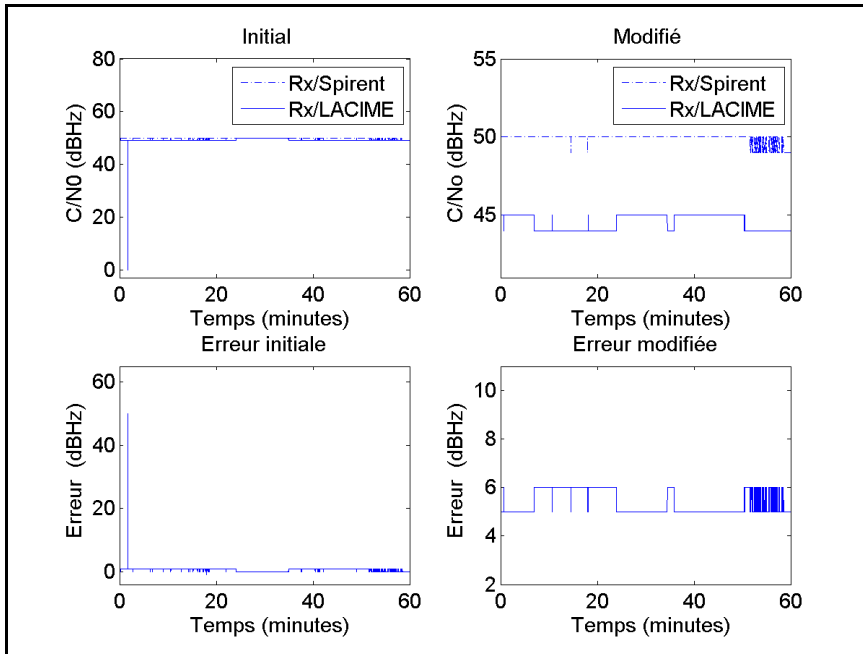 Initial
80
60
40
20
0
C/N0 (dBHz)
Rx/Spirent
Rx/LACIME
0
20
40
60
Temps (minutes)
Modifié
55
50
45
C/No (dBHz)
Rx/Spirent
Rx/LACIME
0
20
40
60
Temps (minutes)
Erreur initiale
60
40
20
0
Erreur (dBHz)
0
20
40
60
Temps (minutes)
Erreur modifiée
10
8
6
4
2
Erreur (dBHz)
0
20
40
60
Temps (minutes)